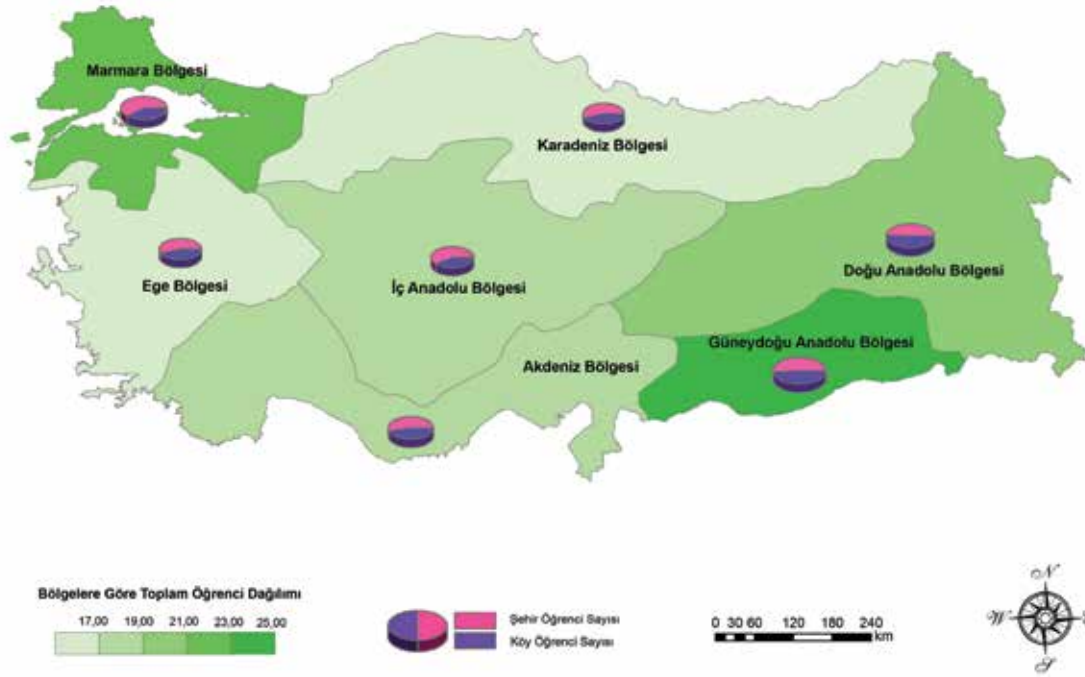 Marmara Bölgesi
Karadeniz Bölgesi
Ege Bölgesi
İç Anadolu Bölgesi
Doğu Anadolu Bölgesi
Güneydoğu Anadolu Bölgesi
Akdeniz Bölgesi
Bölgelere Göre Toplam Öğrenci Dağılımı
17,00 19,00 21,00 23,00 25,00
Şehir Öğrenci Sayısı
Köy Öğrenci Sayısı
0 30 60 120 180 240
km
N
W
S